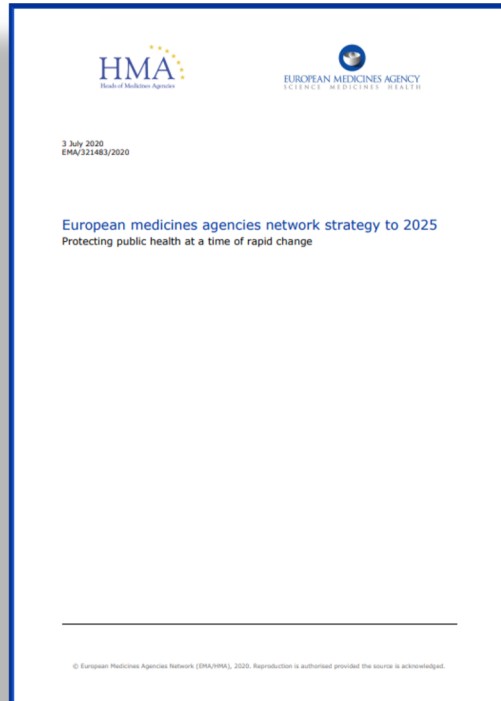 HMA
Heads of Medicines Agencies
EUROPEAN MEDICINES AGENCY
SCIENCE MEDICINES HEALTH
3 July 2020
EMA/321483/2020
European medicines agencies network strategy to 2025
Protecting public health at a time of rapid change
© European Medicines Agencies Network (EMA/HMA), 2020. Reproduction is authorised provided the source is acknowledged.